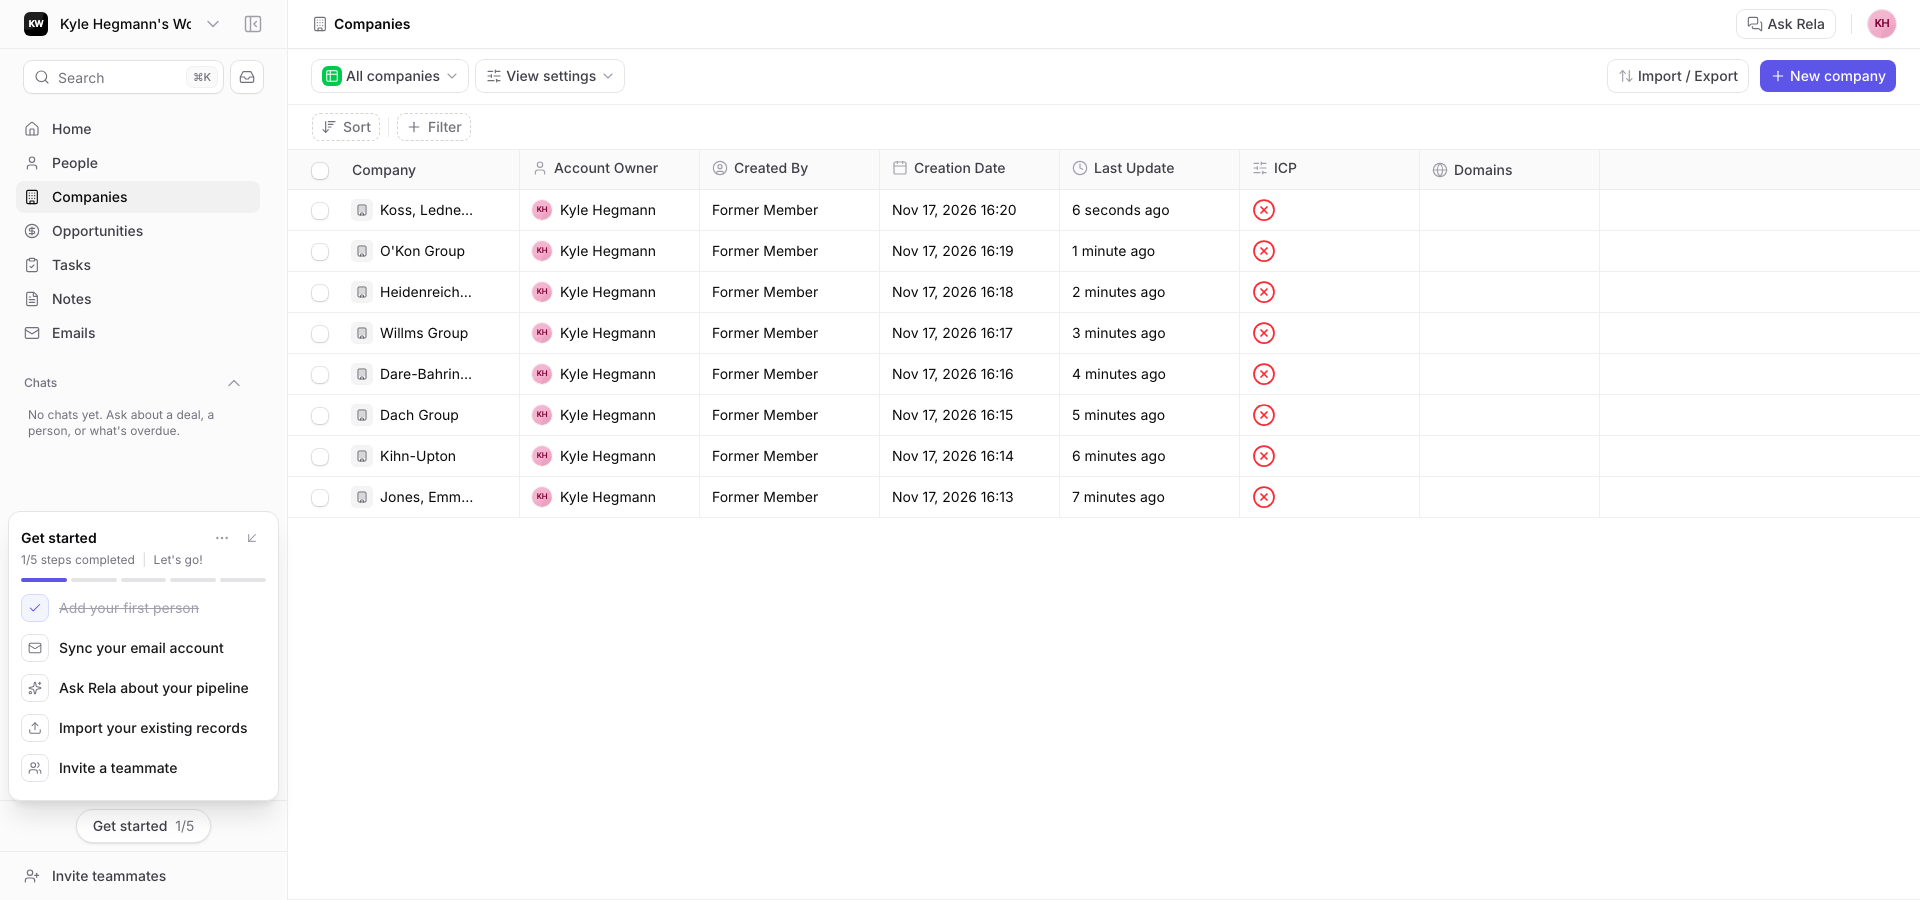 KW Kyle Hegmann's Wo
Companies
Ask Rela
KH
Search ⌘K
All companies
View settings
Import / Export
New company
Sort
Filter
Home
People
Companies
Opportunities
Tasks
Notes
Emails
Chats
No chats yet. Ask about a deal, a
person, or what's overdue.
Company Account Owner Created By Creation Date Last Update ICP Domains
Koss, Ledne... KH Kyle Hegmann Former Member Nov 17, 2026 16:20 6 seconds ago
O'Kon Group KH Kyle Hegmann Former Member Nov 17, 2026 16:19 1 minute ago
Heidenreich... KH Kyle Hegmann Former Member Nov 17, 2026 16:18 2 minutes ago
Willms Group KH Kyle Hegmann Former Member Nov 17, 2026 16:17 3 minutes ago
Dare-Bahrin... KH Kyle Hegmann Former Member Nov 17, 2026 16:16 4 minutes ago
Dach Group KH Kyle Hegmann Former Member Nov 17, 2026 16:15 5 minutes ago
Kihn-Upton KH Kyle Hegmann Former Member Nov 17, 2026 16:14 6 minutes ago
Jones, Emm... KH Kyle Hegmann Former Member Nov 17, 2026 16:13 7 minutes ago
Get started
1/5 steps completed Let's go!
Add your first person
Sync your email account
Ask Rela about your pipeline
Import your existing records
Invite a teammate
Get started 1/5
Invite teammates